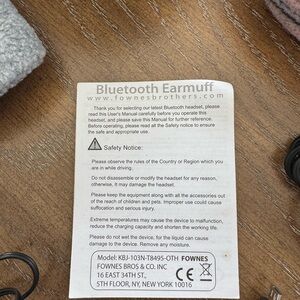 Bluetooth Earmuff
www.fownesbrothers.com
Thank you for selecting our latest Bluetooth headset, please
read this User's Manual carefully before you operate this
headset, and please save this Manual for further reference.
Before operating, please read all the Safety notice to ensure
the safe and appropriate use.
Safety Notice:
Please observe the rules of the Country or Region which you
are in while driving.
Do not disassemble or modify the headset for any reason,
otherwise, it may damage the headset.
Please keep the equipment along with all the accessories out
of the reach of children and pets. Improper use could cause
suffocation and serious injury.
Extreme temperatures may cause the device to malfunction,
reduce the charging capacity and shorten the working life.
Please do not wet the device, for the liquid can cause
damage to the device. Remove any moisture.
Model: KBJ-103N-T8495-OTH FOWNES
FOWNES BROS & CO. INC
16 EAST 34TH ST.,
5TH FLOOR, NY, NEW YORK 10016
CE